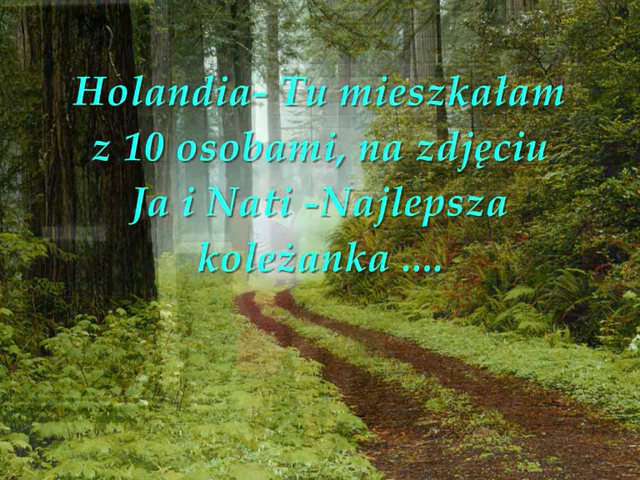 Holandia- Tu mieszkałam
z 10 osobami, na zdjęciu
Ja i Nati -Najlepsza
koleżanka ....